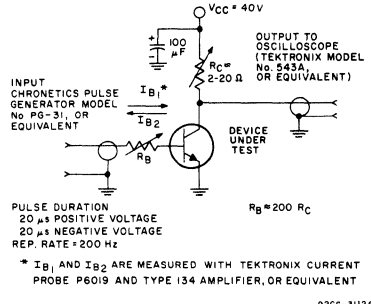 VCC = 40V
+
-
100
μF
RC≈
2-20 Ω
OUTPUT TO
OSCILLOSCOPE
(TEKTRONIX MODEL
No. 543A,
OR EQUIVALENT)
INPUT
CHRONETICS PULSE
GENERATOR MODEL
No PG-31, OR
EQUIVALENT
IB1*
IB2
RB
DEVICE
UNDER
TEST
PULSE DURATION
20 μs POSITIVE VOLTAGE
20 μs NEGATIVE VOLTAGE
REP. RATE = 200 Hz
RB≈200 RC
* IB1 AND IB2 ARE MEASURED WITH TEKTRONIX CURRENT
PROBE P6019 AND TYPE 134 AMPLIFIER, OR EQUIVALENT